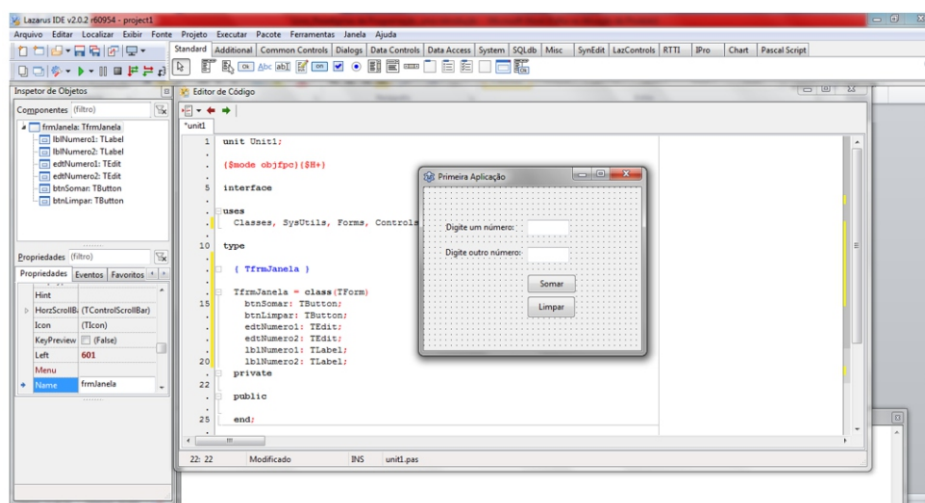 Lazarus IDE v2.0.2 r60954 - project1
Arquivo Editar Localizar Exibir Fonte Projeto Executar Pacote Ferramentas Janela Ajuda
Standard Additional Common Controls Dialogs Data Controls Data Access System SQLdb Misc SynEdit LazControls RTTI IPro Chart Pascal Script
Inspetor de Objetos
Componentes (filtro)
frmJanela: TfrmJanela
lblNumero1: TLabel
lblNumero2: TLabel
edtNumero1: TEdit
edtNumero2: TEdit
btnSomar: TButton
btnLimpar: TButton
Propriedades (filtro)
Propriedades Eventos Favoritos
Hint
HorzScrollBa (TControlScrollBar)
Icon (TIcon)
KeyPreview (False)
Left 601
Menu
Name frmJanela
Editor de Código
*unit1
1 unit Unit1;
{$mode objfpc}{$H+}
5 interface
uses
Classes, SysUtils, Forms, Controls
10 type
{ TfrmJanela }
TfrmJanela = class(TForm)
15 btnSomar: TButton;
btnLimpar: TButton;
edtNumero1: TEdit;
edtNumero2: TEdit;
lblNumero1: TLabel;
20 lblNumero2: TLabel;
private
22
public
25 end;
22: 22 Modificado INS unit1.pas
Primeira Aplicação
Digite um número:
Digite outro número:
Somar
Limpar